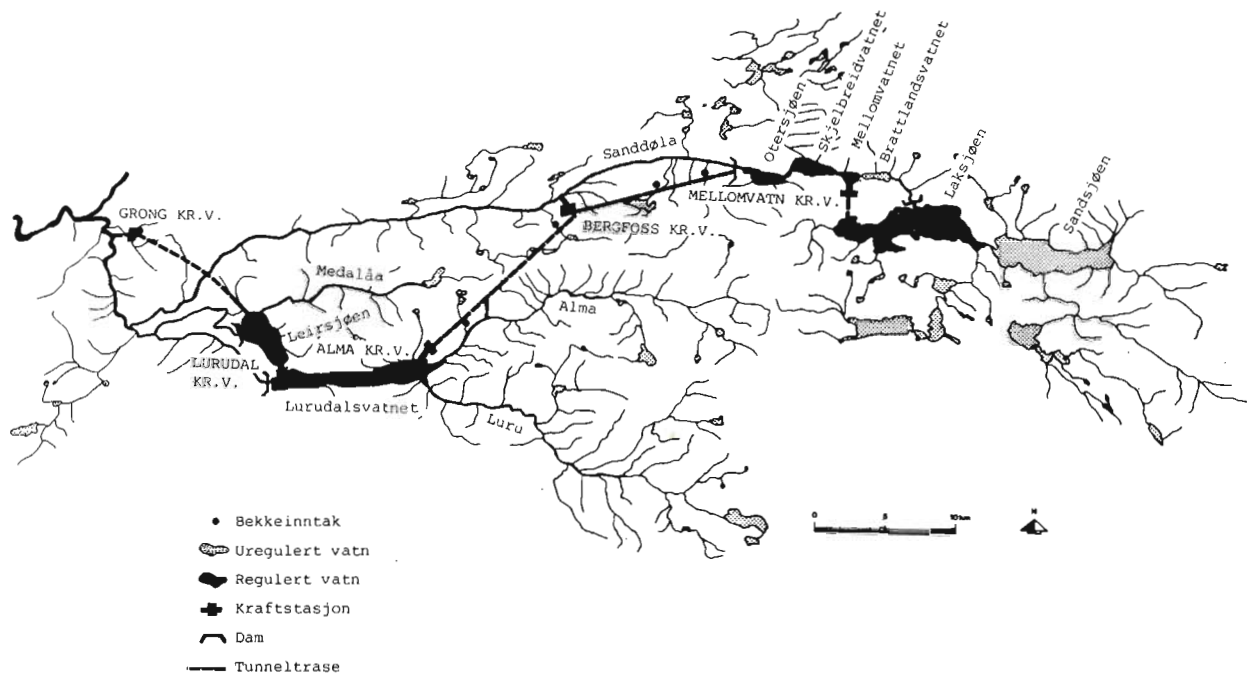 Otersjøen
Skjelbreidvatnet
Mellomvatnet
Brattlandsvatnet
Laksjøen
Sandsjøen
Sanddøla
MELLOMVATN KR.V.
GRONG KR.V.
BERGFOSS KR.V.
Medalåa
Leirsjøen
Alma
ALMA KR.V.
LURUDAL
KR.V.
Lurudalsvatnet
Luru
0 5 10 km
N
Bekkeinntak
Uregulert vatn
Regulert vatn
Kraftstasjon
Dam
Tunneltrase